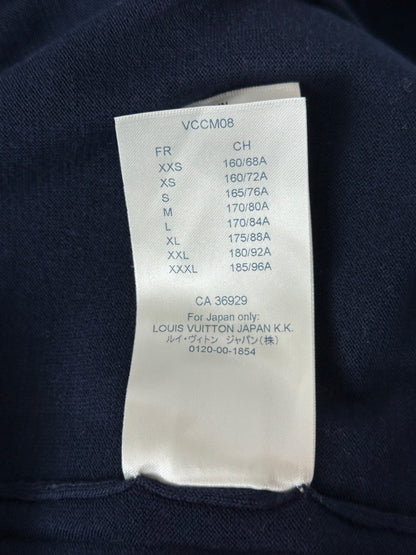 VCCM08
FR CH
XXS 160/68A
XS 160/72A
S 165/76A
M 170/80A
L 170/84A
XL 175/88A
XXL 180/92A
XXXL 185/96A
CA 36929
For Japan only:
LOUIS VUITTON JAPAN K.K.
ルイ・ヴィトン ジャパン(株)
0120-00-1854